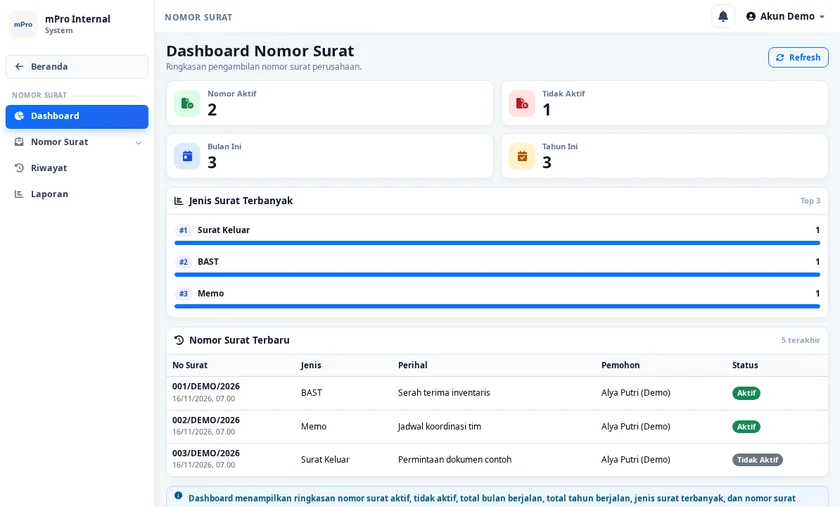 mPro
mPro Internal
System
Beranda
NOMOR SURAT
Dashboard
Nomor Surat
Riwayat
Laporan
NOMOR SURAT
Akun Demo
Dashboard Nomor Surat
Ringkasan pengambilan nomor surat perusahaan.
Refresh
Nomor Aktif
2
Tidak Aktif
1
Bulan Ini
3
Tahun Ini
3
Jenis Surat Terbanyak
Top 3
#1 Surat Keluar 1
#2 BAST 1
#3 Memo 1
Nomor Surat Terbaru
5 terakhir
No Surat Jenis Perihal Pemohon Status
001/DEMO/2026
16/11/2026, 07.00
BAST Serah terima inventaris Alya Putri (Demo) Aktif
002/DEMO/2026
16/11/2026, 07.00
Memo Jadwal koordinasi tim Alya Putri (Demo) Aktif
003/DEMO/2026
16/11/2026, 07.00
Surat Keluar Permintaan dokumen contoh Alya Putri (Demo) Tidak Aktif
Dashboard menampilkan ringkasan nomor surat aktif, tidak aktif, total bulan berjalan, total tahun berjalan, jenis surat terbanyak, dan nomor surat